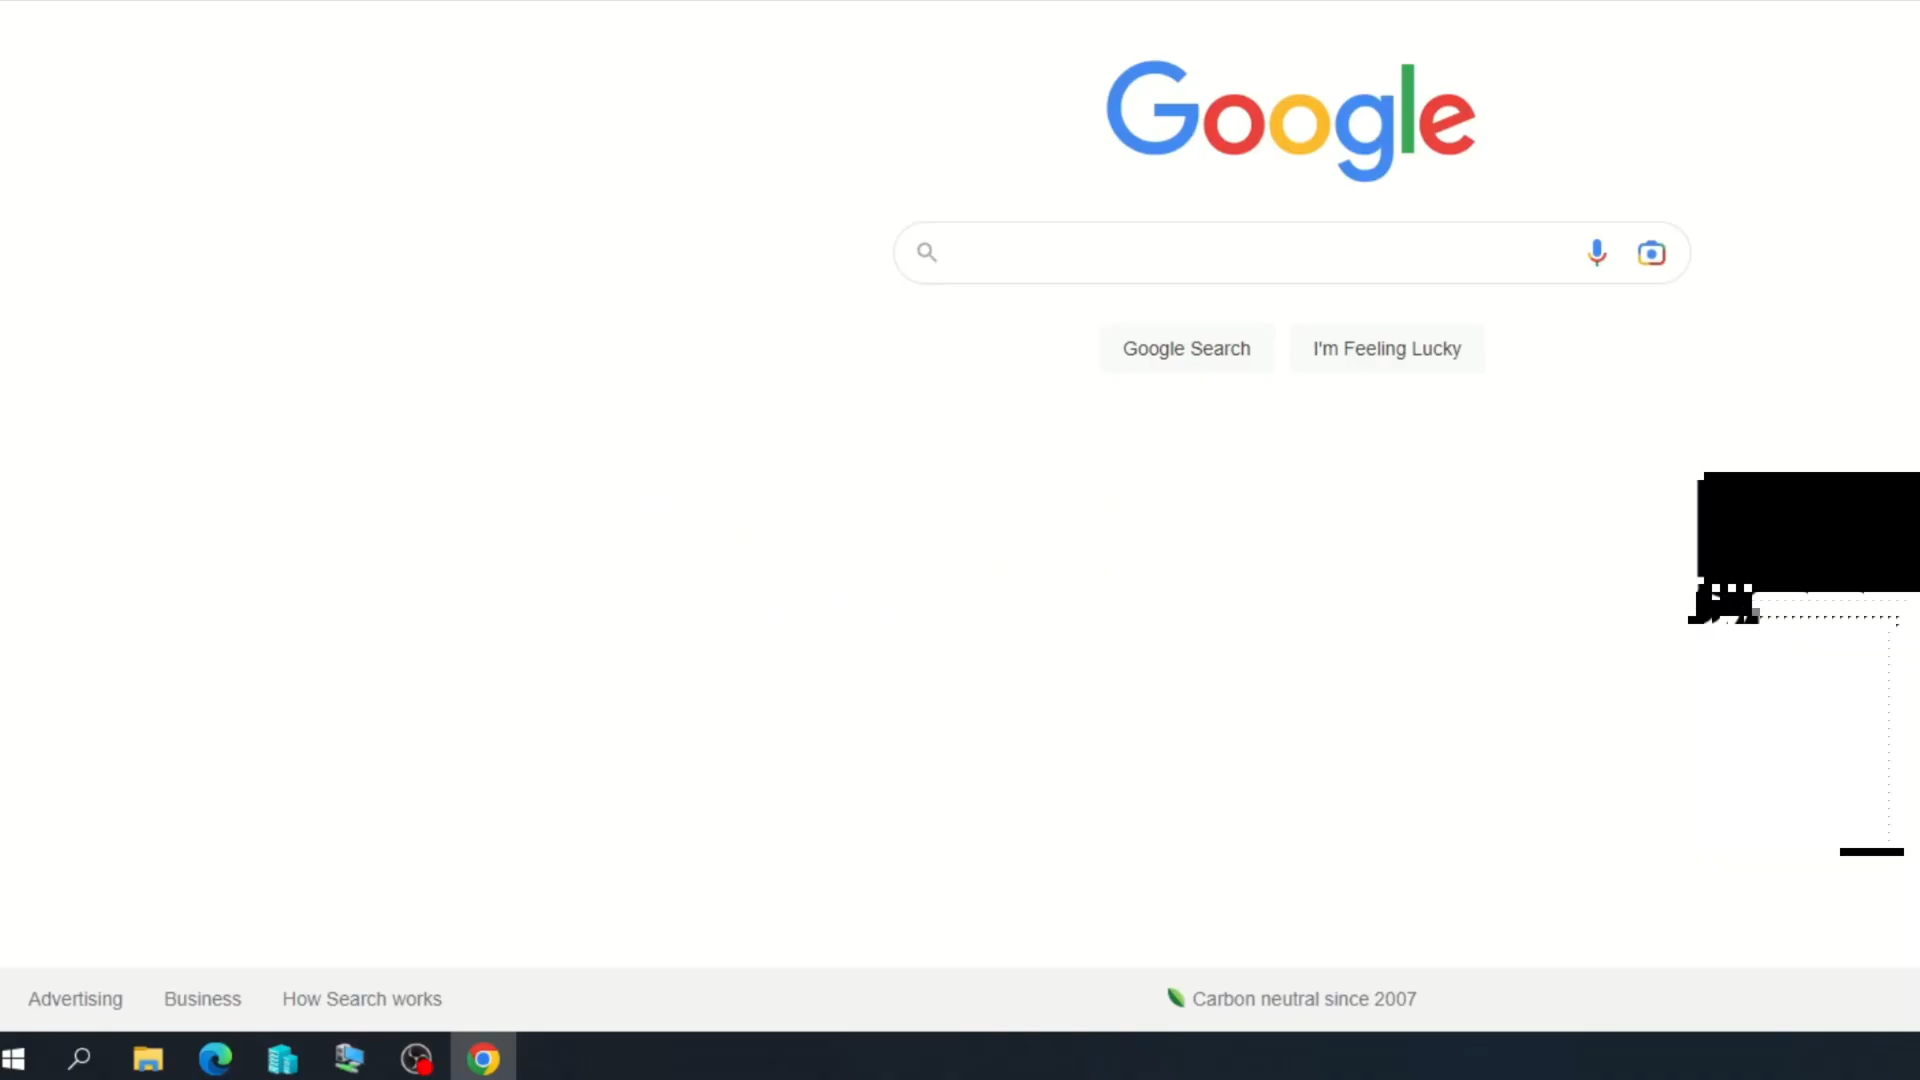 Google
Google Search
I'm Feeling Lucky
Advertising
Business
How Search works
Carbon neutral since 2007